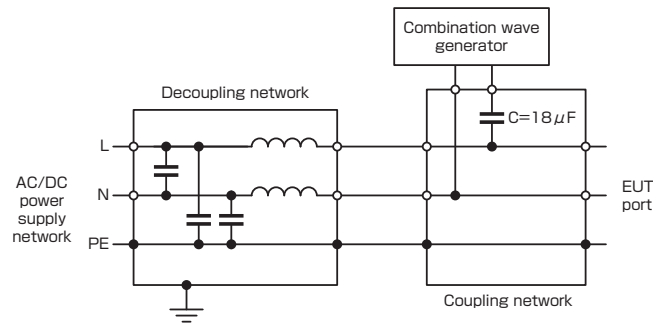 Combination wave
generator
Decoupling network
C=18μF
L
N
PE
AC/DC
power
supply
network
EUT
port
Coupling network